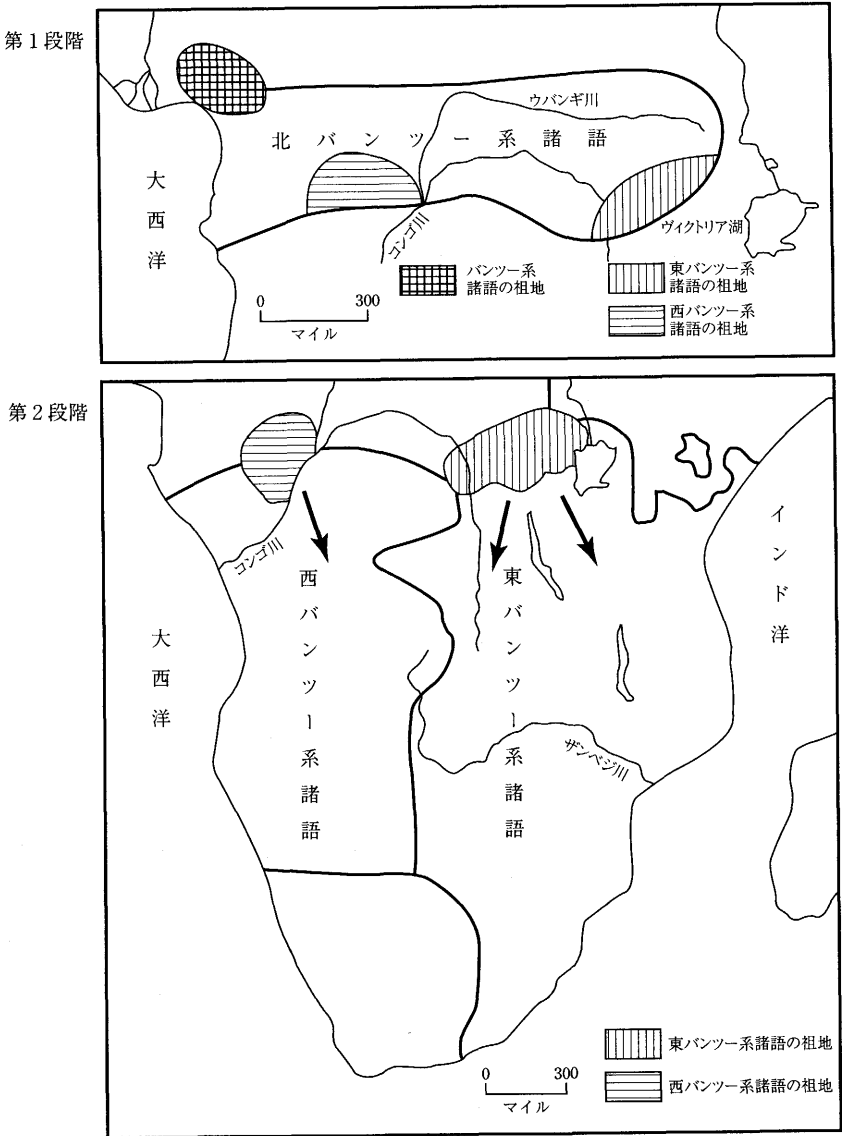 第1段階
ウバンギ川
北バンツー系諸語
大西洋
コンゴ川
ヴィクトリア湖
バンツー系
諸語の祖地
東バンツー系
諸語の祖地
西バンツー系
諸語の祖地
0 300
マイル
第2段階
コンゴ川
インド洋
西バンツー系諸語
東バンツー系諸語
大西洋
ザンベジ川
東バンツー系諸語の祖地
西バンツー系諸語の祖地
0 300
マイル